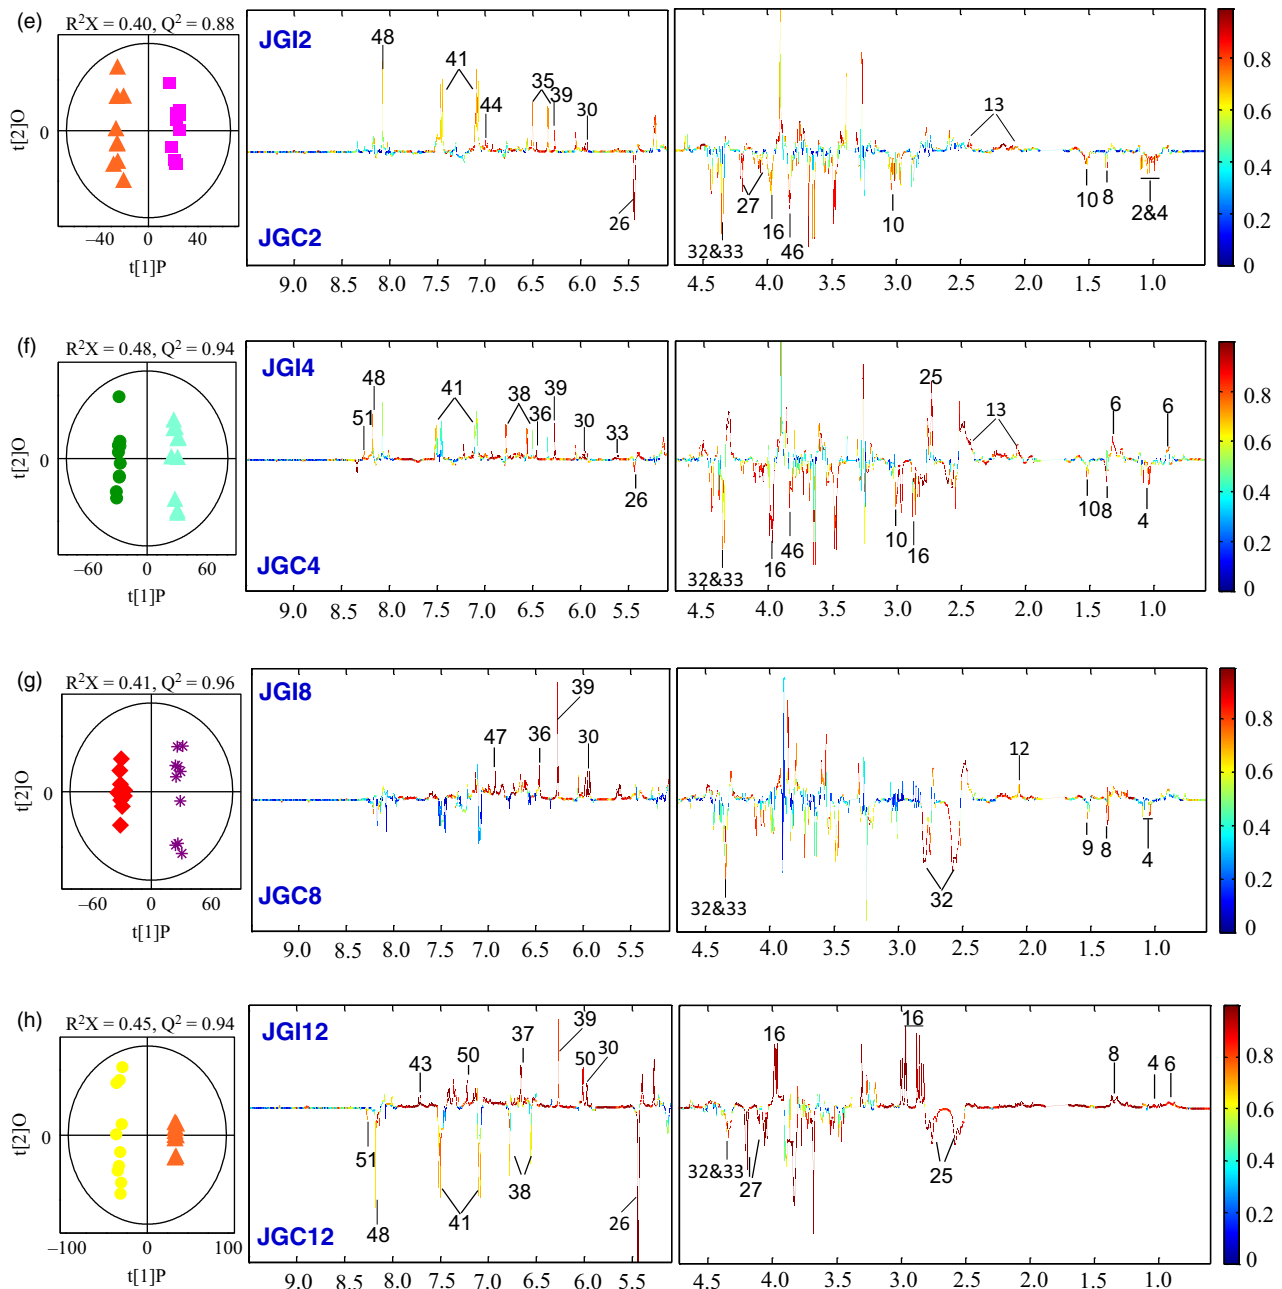 (e)
R²X = 0.40, Q² = 0.88
t[2]O
0
−40 0 40
t[1]P
JGI2
JGC2
48
41
44
35
39
30
26
9.0 8.5 8.0 7.5 7.0 6.5 6.0 5.5
13
27
16
46
10
32&33
10
8
2&4
4.5 4.0 3.5 3.0 2.5 2.0 1.5 1.0
0.8
0.6
0.4
0.2
0
(f)
R²X = 0.48, Q² = 0.94
t[2]O
0
−60 0 60
t[1]P
JGI4
JGC4
51
48
41
38
36
39
30
33
26
9.0 8.5 8.0 7.5 7.0 6.5 6.0 5.5
25
13
6
6
32&33
16
46
10
16
10
8
4
4.5 4.0 3.5 3.0 2.5 2.0 1.5 1.0
0.8
0.6
0.4
0.2
0
(g)
R²X = 0.41, Q² = 0.96
t[2]O
0
−60 0 60
t[1]P
JGI8
JGC8
47
36
39
30
9.0 8.5 8.0 7.5 7.0 6.5 6.0 5.5
12
32&33
32
9
8
4
4.5 4.0 3.5 3.0 2.5 2.0 1.5 1.0
0.8
0.6
0.4
0.2
0
(h)
R²X = 0.45, Q² = 0.94
t[2]O
0
−100 0 100
t[1]P
JGI12
JGC12
43
50
37
39
50
30
51
48
41
38
26
9.0 8.5 8.0 7.5 7.0 6.5 6.0 5.5
16
16
8
4
6
32&33
27
25
4.5 4.0 3.5 3.0 2.5 2.0 1.5 1.0
0.8
0.6
0.4
0.2
0